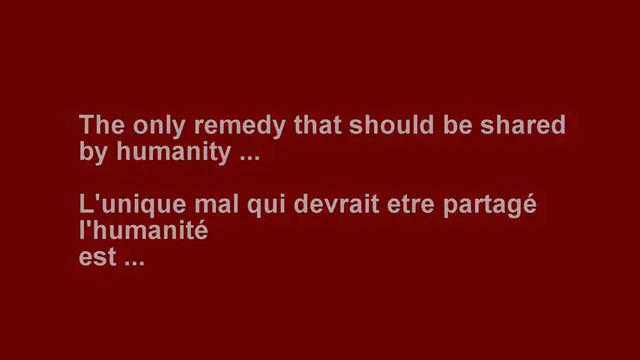 The only remedy that should be shared
by humanity ...
L'unique mal qui devrait etre partagé
l'humanité
est ...